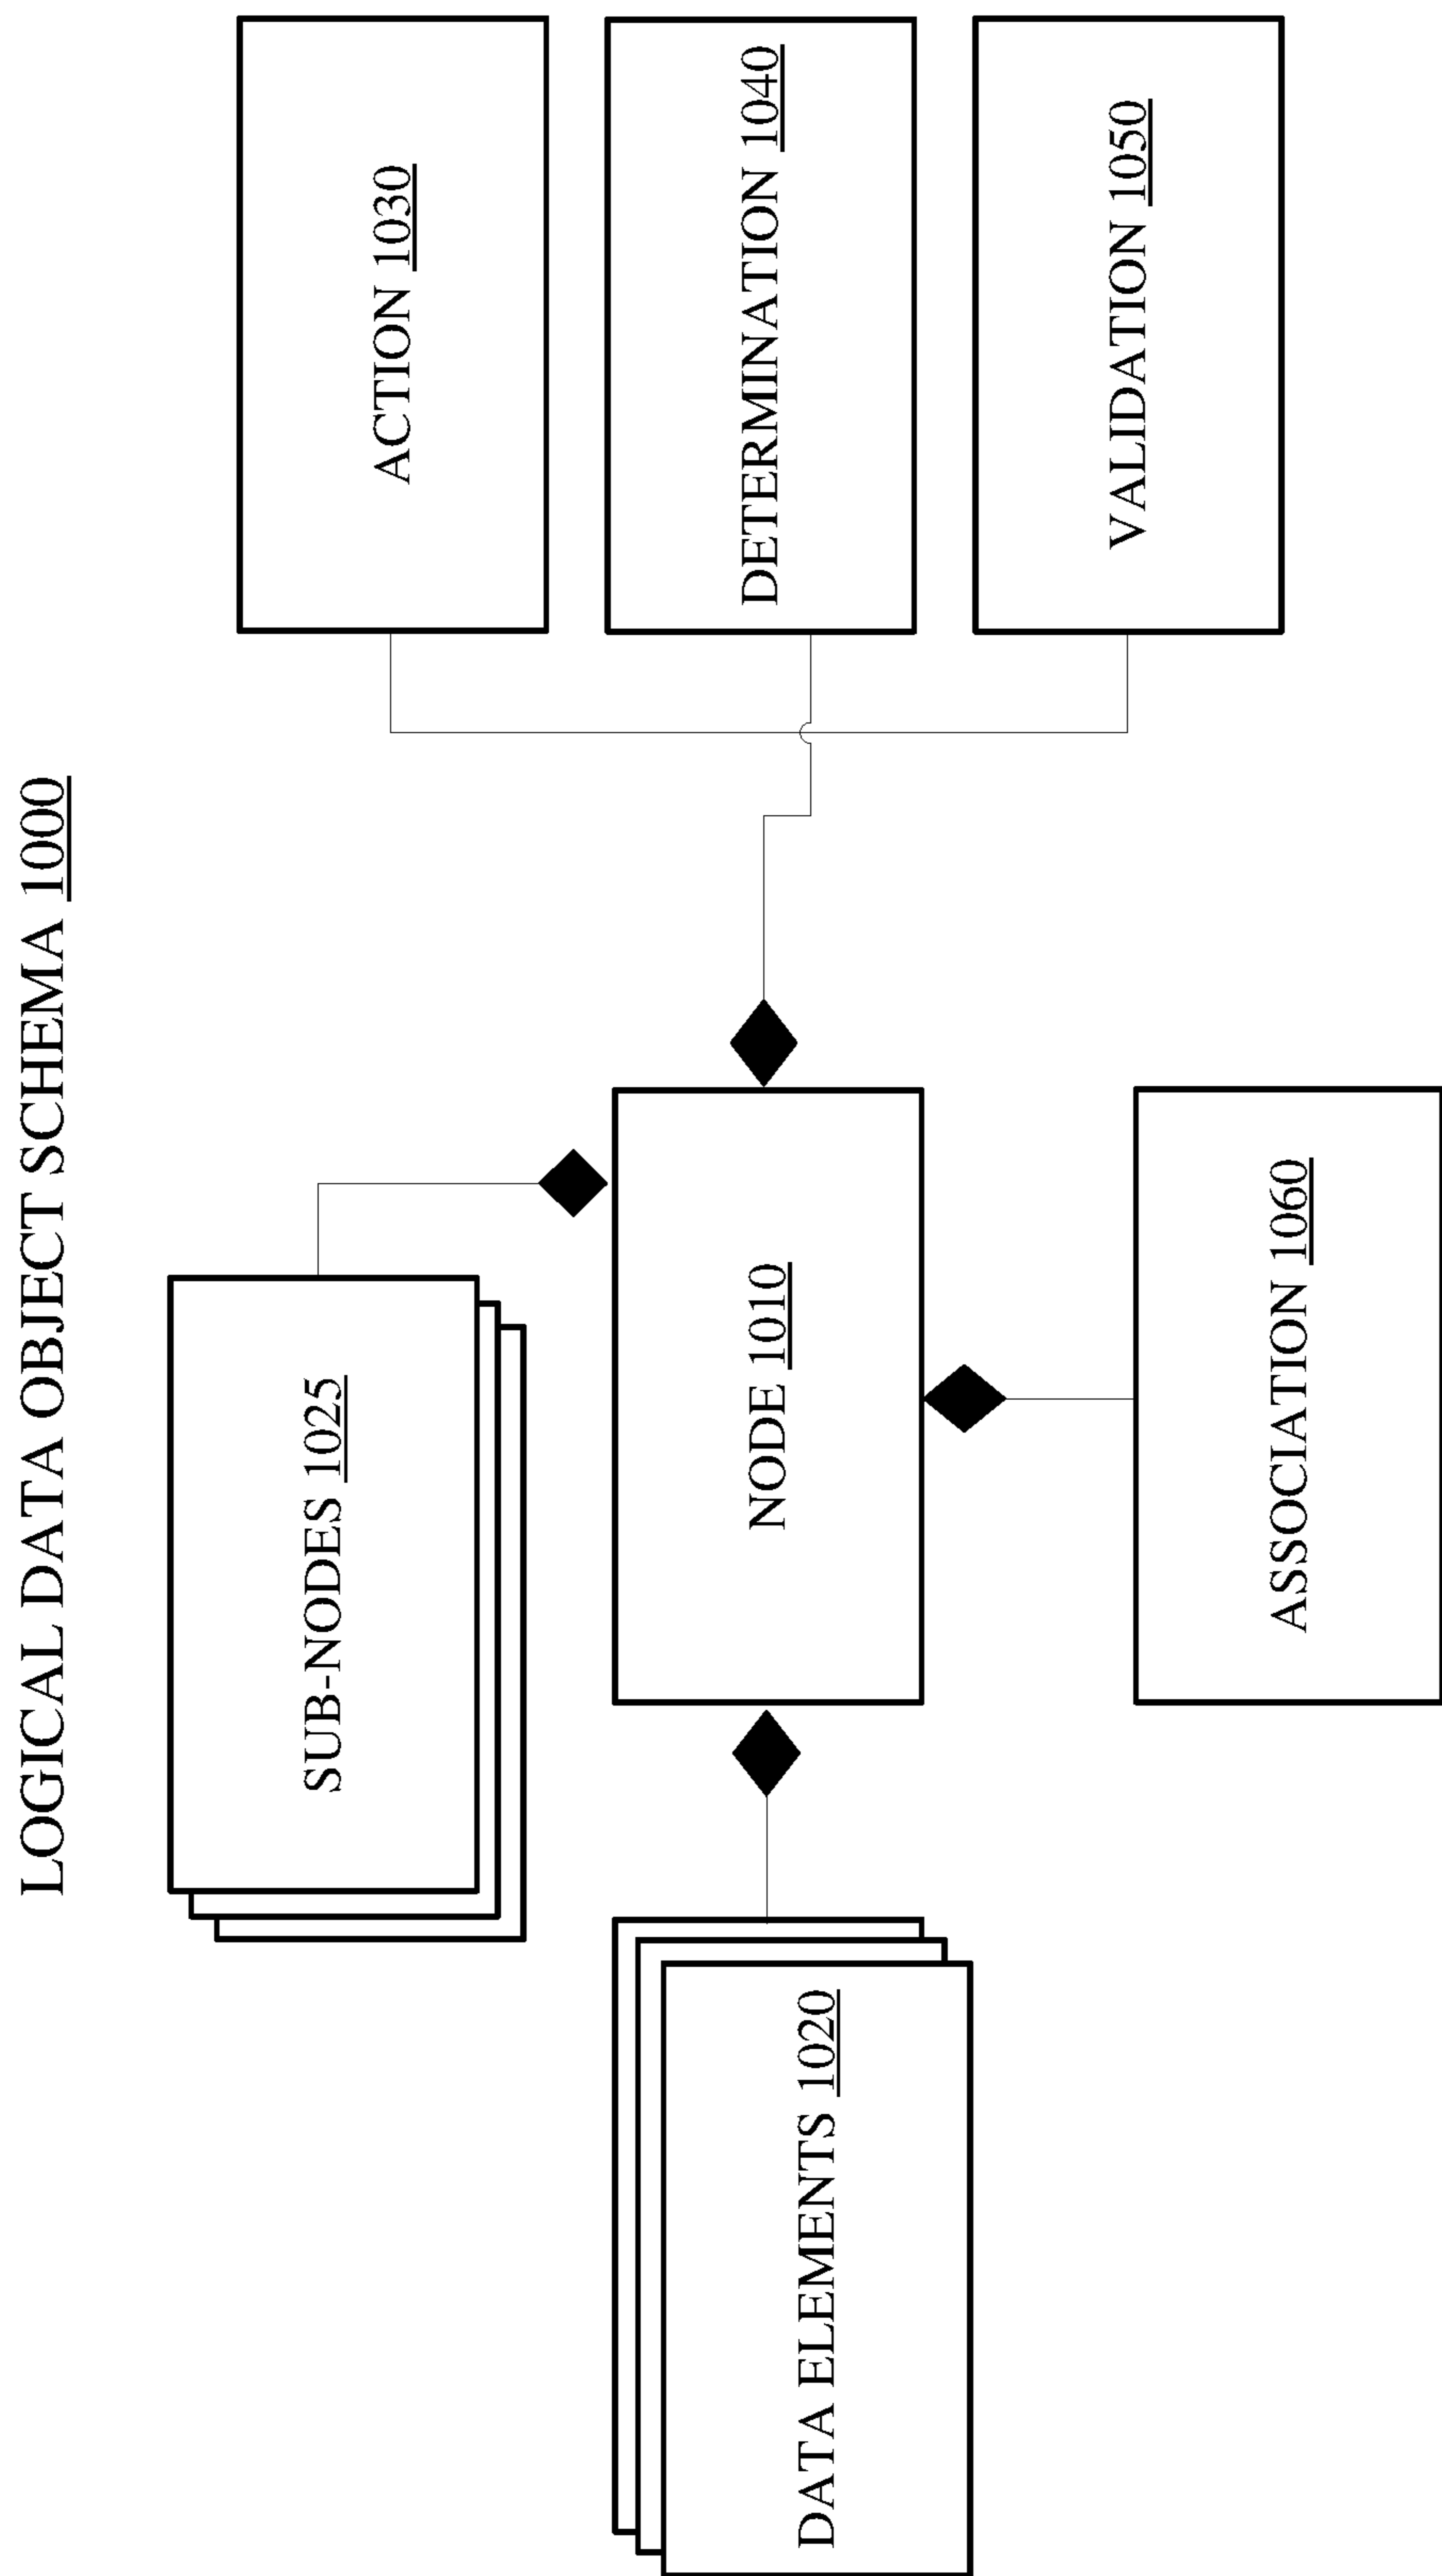 LOGICAL DATA OBJECT SCHEMA 1000
SUB-NODES 1025
ACTION 1030
DATA ELEMENTS 1020
NODE 1010
DETERMINATION 1040
ASSOCIATION 1060
VALIDATION 1050